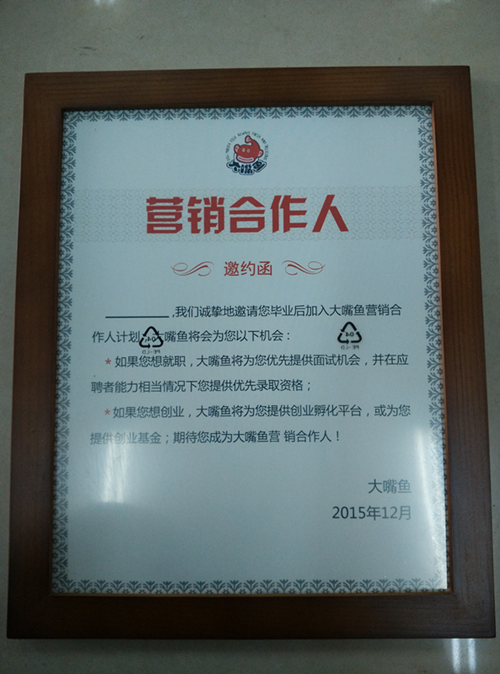 大嘴鱼
营销合作人
邀约函
__________,我们诚挚地邀请您毕业后加入大嘴鱼营销合
作人计划,大嘴鱼将会为您以下机会：
*如果您想就职，大嘴鱼将为您优先提供面试机会，并在应
聘者能力相当情况下您提供优先录取资格；
*如果您想创业，大嘴鱼将为您提供创业孵化平台，或为您
提供创业基金；期待您成为大嘴鱼营 销合作人！
大嘴鱼
2015年12月